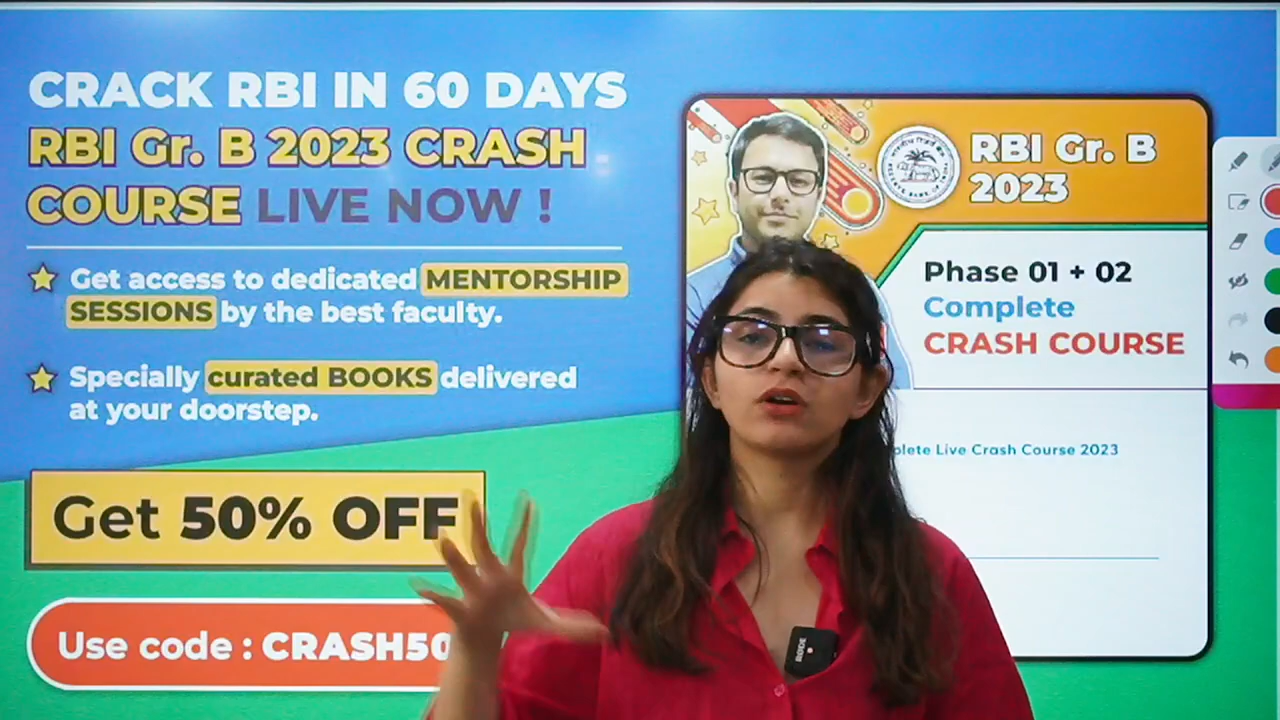 CRACK RBI IN 60 DAYS
RBI Gr. B 2023 CRASH
COURSE LIVE NOW !
Get access to dedicated MENTORSHIP
SESSIONS by the best faculty.
Specially curated BOOKS delivered
at your doorstep.
Get 50% OFF
Use code : CRASH50
RBI Gr. B
2023
Phase 01 + 02
Complete
CRASH COURSE
Live Crash Course 2023
RODE